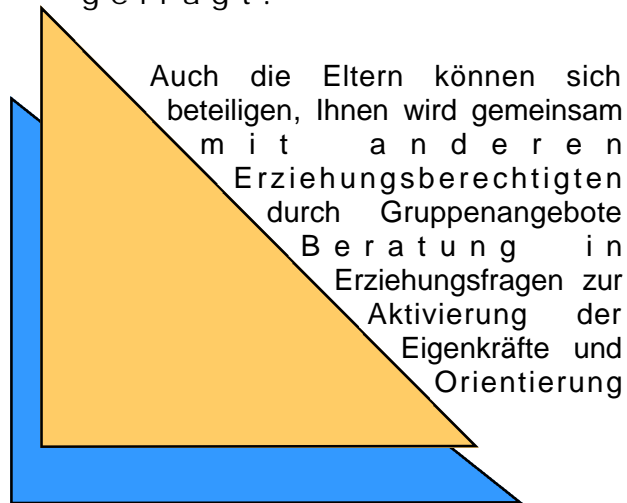 gefragt.
Auch die Eltern können sich
beteiligen, Ihnen wird gemeinsam
mit anderen
Erziehungsberechtigten
durch Gruppenangebote
Beratung in
Erziehungsfragen zur
Aktivierung der
Eigenkräfte und
Orientierung